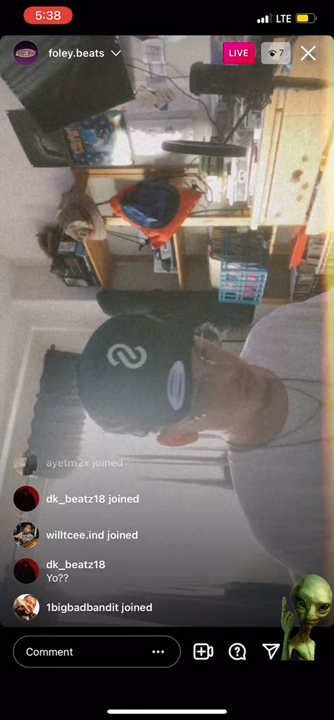 5:38
LTE
foley.beats
LIVE
7
ayetm2x joined
dk_beatz18 joined
willtcee.ind joined
dk_beatz18
Yo??
1bigbadbandit joined
Comment